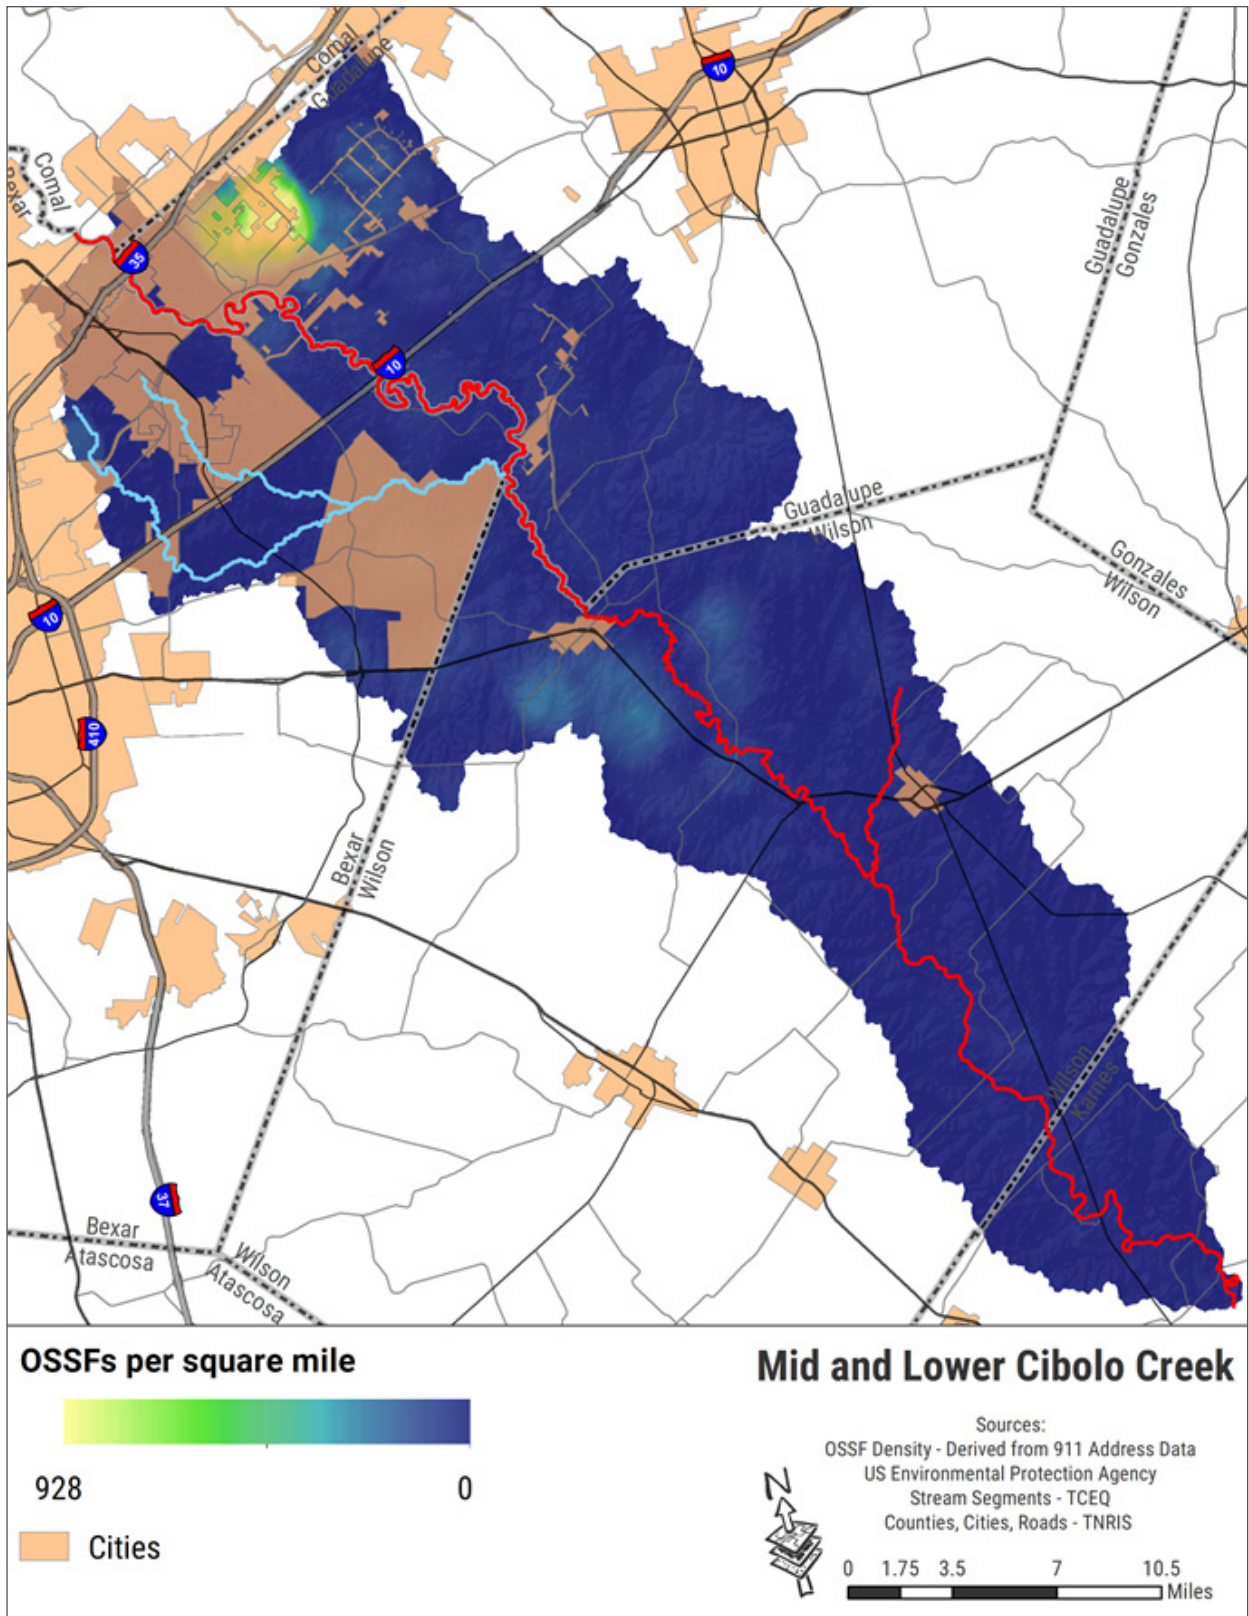 Comal
Guadalupe
10
Comal
Bexar
35
Guadalupe
Gonzales
10
Guadalupe
Wilson
Gonzales
Wilson
10
410
Bexar
Wilson
Wilson
Karnes
37
Bexar
Atascosa
Wilson
Atascosa
OSSFs per square mile
928
0
Cities
Mid and Lower Cibolo Creek
Sources:
OSSF Density - Derived from 911 Address Data
US Environmental Protection Agency
Stream Segments - TCEQ
Counties, Cities, Roads - TNRIS
N
0 1.75 3.5 7 10.5
Miles